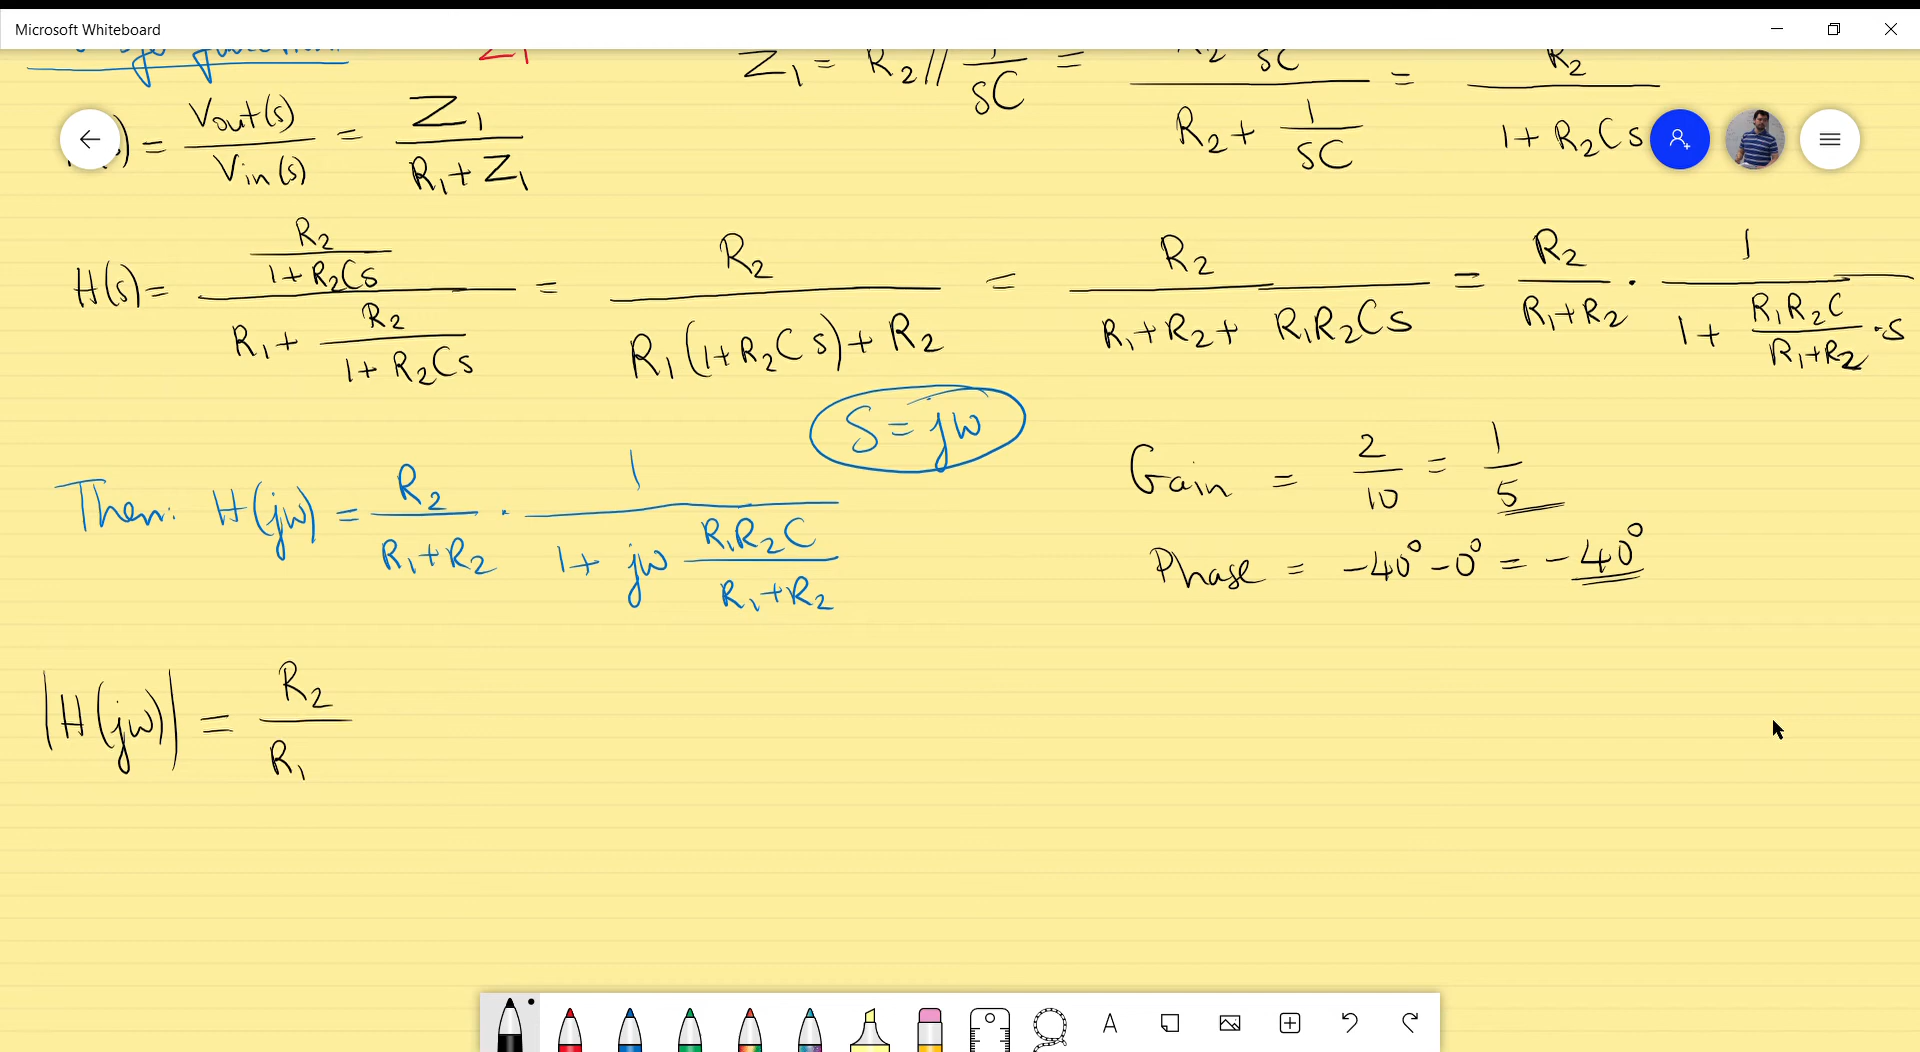 Microsoft Whiteboard
Z1
Z1 = R2 // 1/sC = R2 sC / (R2 + 1/sC) = R2 / (1 + R2Cs)
) = Vout(s) / Vin(s) = Z1 / (R1 + Z1)
H(s) = (R2 / (1 + R2Cs)) / (R1 + R2 / (1 + R2Cs)) = R2 / (R1(1+R2Cs) + R2) = R2 / (R1+R2 + R1R2Cs) = R2 / (R1+R2) · 1 / (1 + (R1R2C / (R1+R2)) · s)
S = jw
Then: H(jw) = R2 / (R1+R2) · 1 / (1 + jw (R1R2C / (R1+R2)))
Gain = 2/10 = 1/5
Phase = -40° - 0° = -40°
|H(jw)| = R2 / R1
A